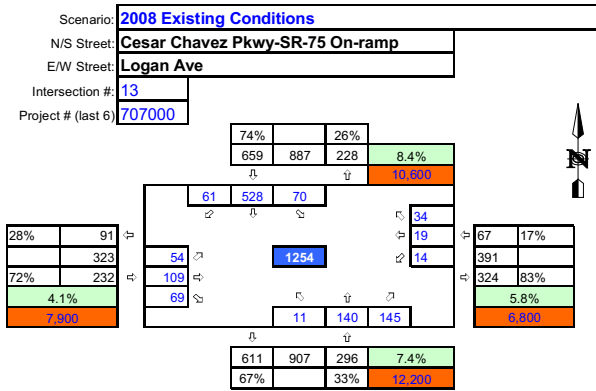 Scenario: 2008 Existing Conditions
N/S Street: Cesar Chavez Pkwy-SR-75 On-ramp
E/W Street: Logan Ave
Intersection #: 13
Project # (last 6) 707000
74% 26%
659 887 228 8.4%
⇩ ⇧ 10,600
N
61 528 70
⬃ ⇩ ⬂
⬁ 34
28% 91 ⇦ ⇦ 19 ⇦ 67 17%
323 54 ⬀ 1254 ⬃ 14 391
72% 232 ⇨ 109 ⇨ ⇨ 324 83%
4.1% 69 ⬂ ⬁ ⇧ ⬀ 5.8%
7,900 11 140 145 6,800
⇩ ⇧
611 907 296 7.4%
67% 33% 12,200